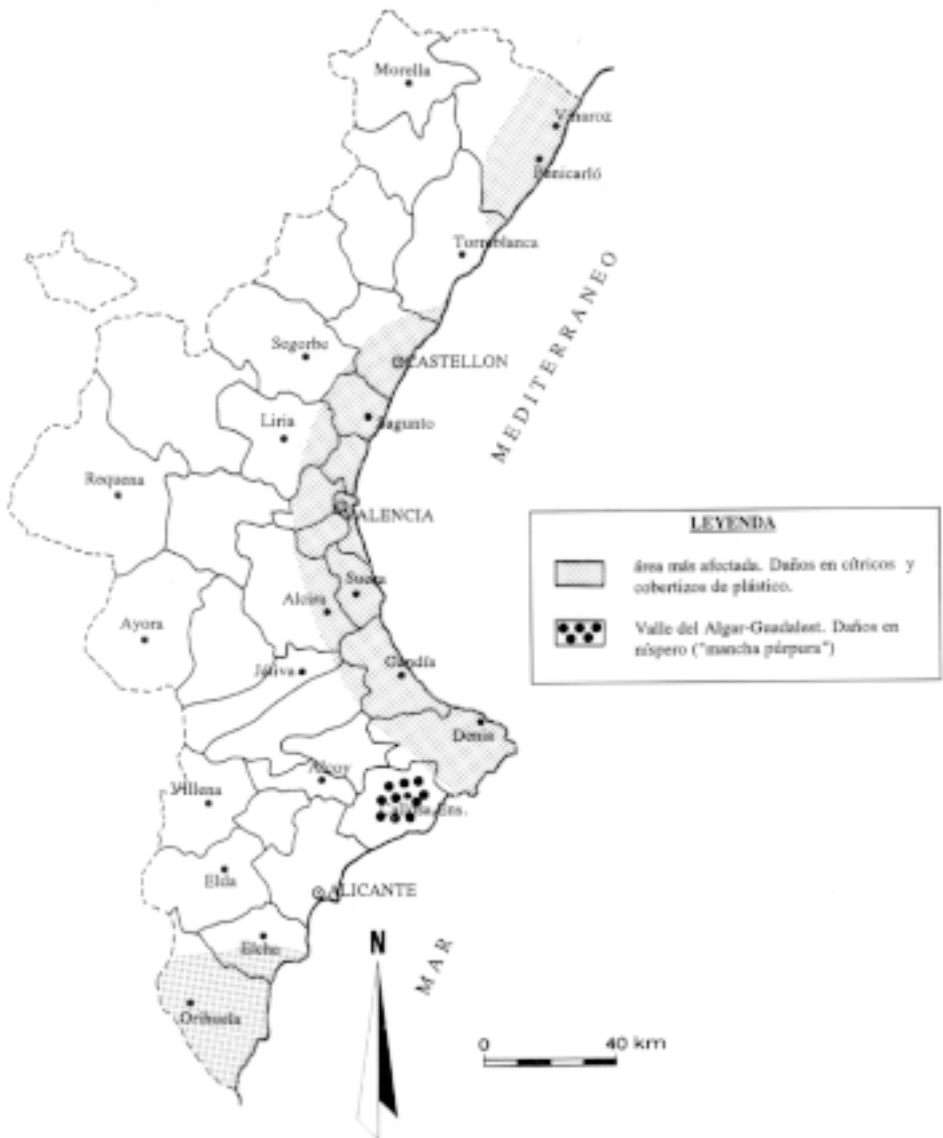 Morella
Vinaroz
Benicarló
Torreblanca
MEDITERRANEO
Segorbe
CASTELLON
Liria
Sagunto
Requena
VALENCIA
LEYENDA
área más afectada. Daños en cítricos y
cobertizos de plástico.
Sueca
Alcira
Ayora
Valle del Algar-Guadalest. Daños en
níspero ("mancha púrpura")
Gandía
Játiva
Denia
Alcoy
Villena
Callosa Ens.
Elda
ALICANTE
Elche
N
MAR
Orihuela
0 40 km